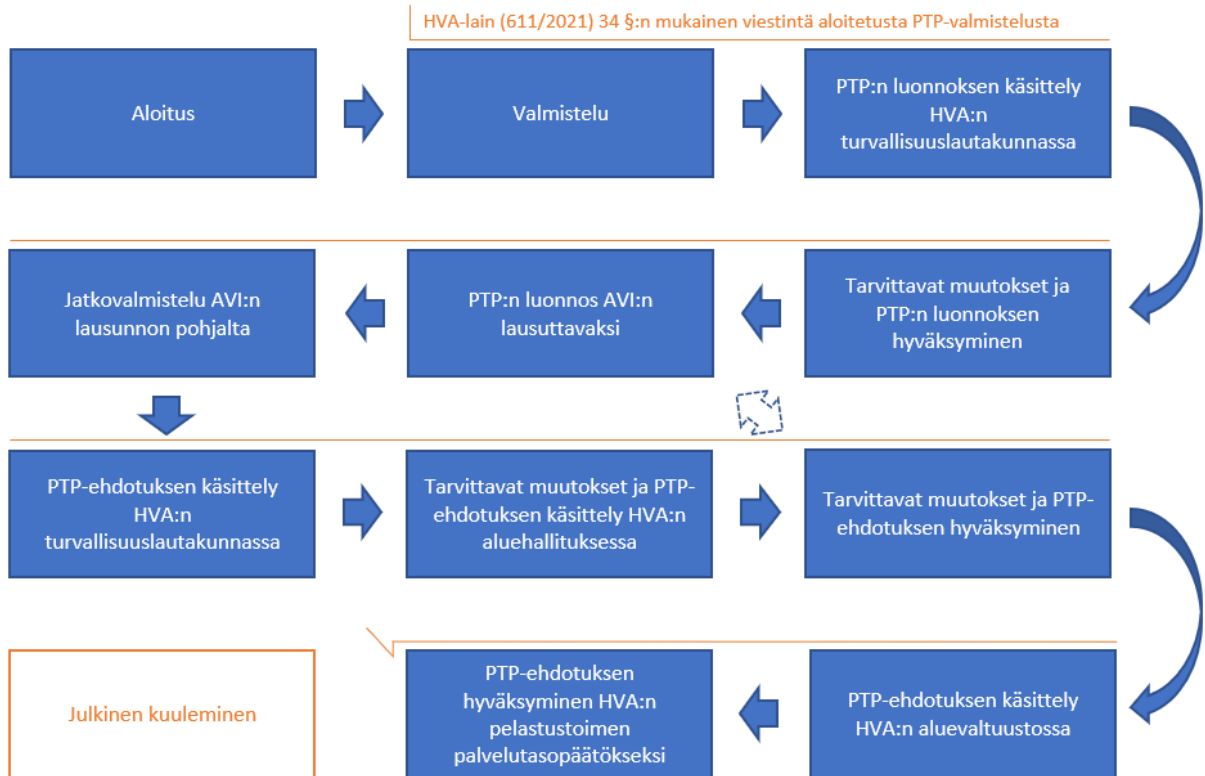 HVA-lain (611/2021) 34 §:n mukainen viestintä aloitetusta PTP-valmistelusta
Aloitus
Valmistelu
PTP:n luonnoksen käsittely
HVA:n
turvallisuuslautakunnassa
Jatkovalmistelu AVI:n
lausunnon pohjalta
PTP:n luonnos AVI:n
lausuttavaksi
Tarvittavat muutokset ja
PTP:n luonnoksen
hyväksyminen
PTP-ehdotuksen käsittely
HVA:n
turvallisuuslautakunnassa
Tarvittavat muutokset ja PTP-
ehdotuksen käsittely HVA:n
aluehallituksessa
Tarvittavat muutokset ja PTP-
ehdotuksen hyväksyminen
Julkinen kuuleminen
PTP-ehdotuksen
hyväksyminen HVA:n
pelastustoimen
palvelutasopäätökseksi
PTP-ehdotuksen käsittely
HVA:n aluevaltuustossa